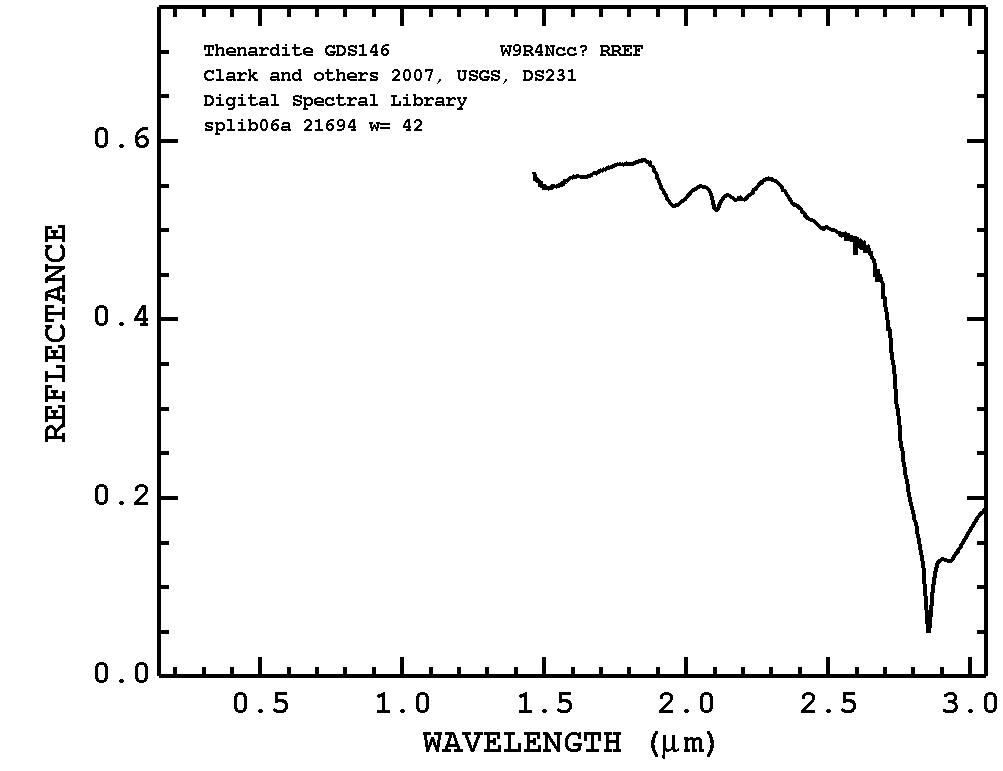 Thenardite GDS146 W9R4Ncc? RREF
Clark and others 2007, USGS, DS231
Digital Spectral Library
splib06a 21694 w= 42
REFLECTANCE
0.6
0.4
0.2
0.0
0.5 1.0 1.5 2.0 2.5 3.0
WAVELENGTH (μm)